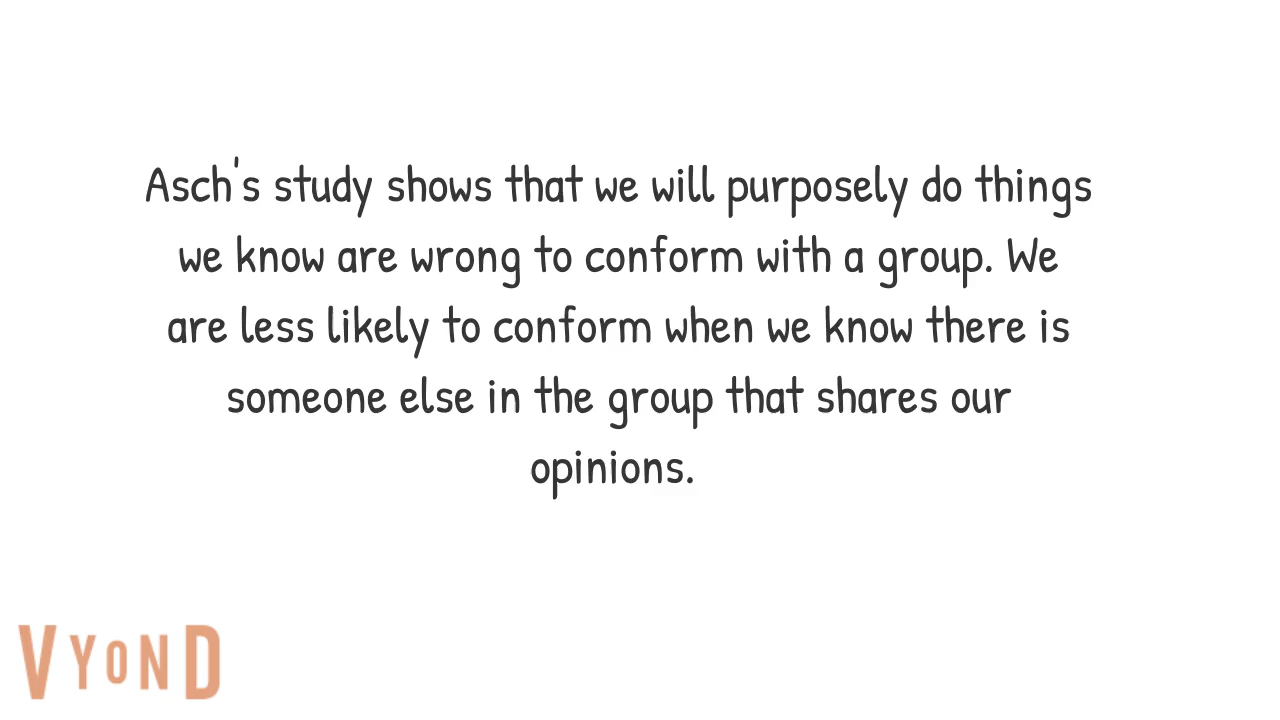 Asch's study shows that we will purposely do things
we know are wrong to conform with a group. We
are less likely to conform when we know there is
someone else in the group that shares our
opinions.
VYOND